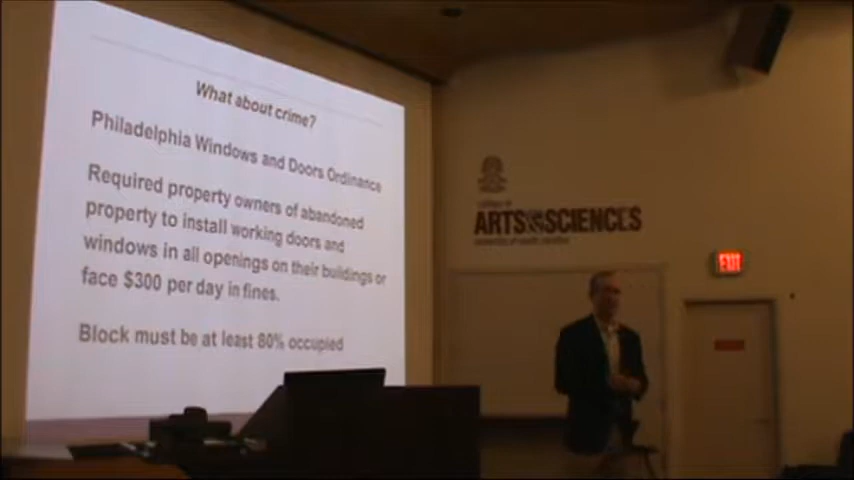 What about crime?
Philadelphia Windows and Doors Ordinance
Required property owners of abandoned
property to install working doors and
windows in all openings on their buildings or
face $300 per day in fines.
Block must be at least 80% occupied
ARTS SCIENCES
EXIT